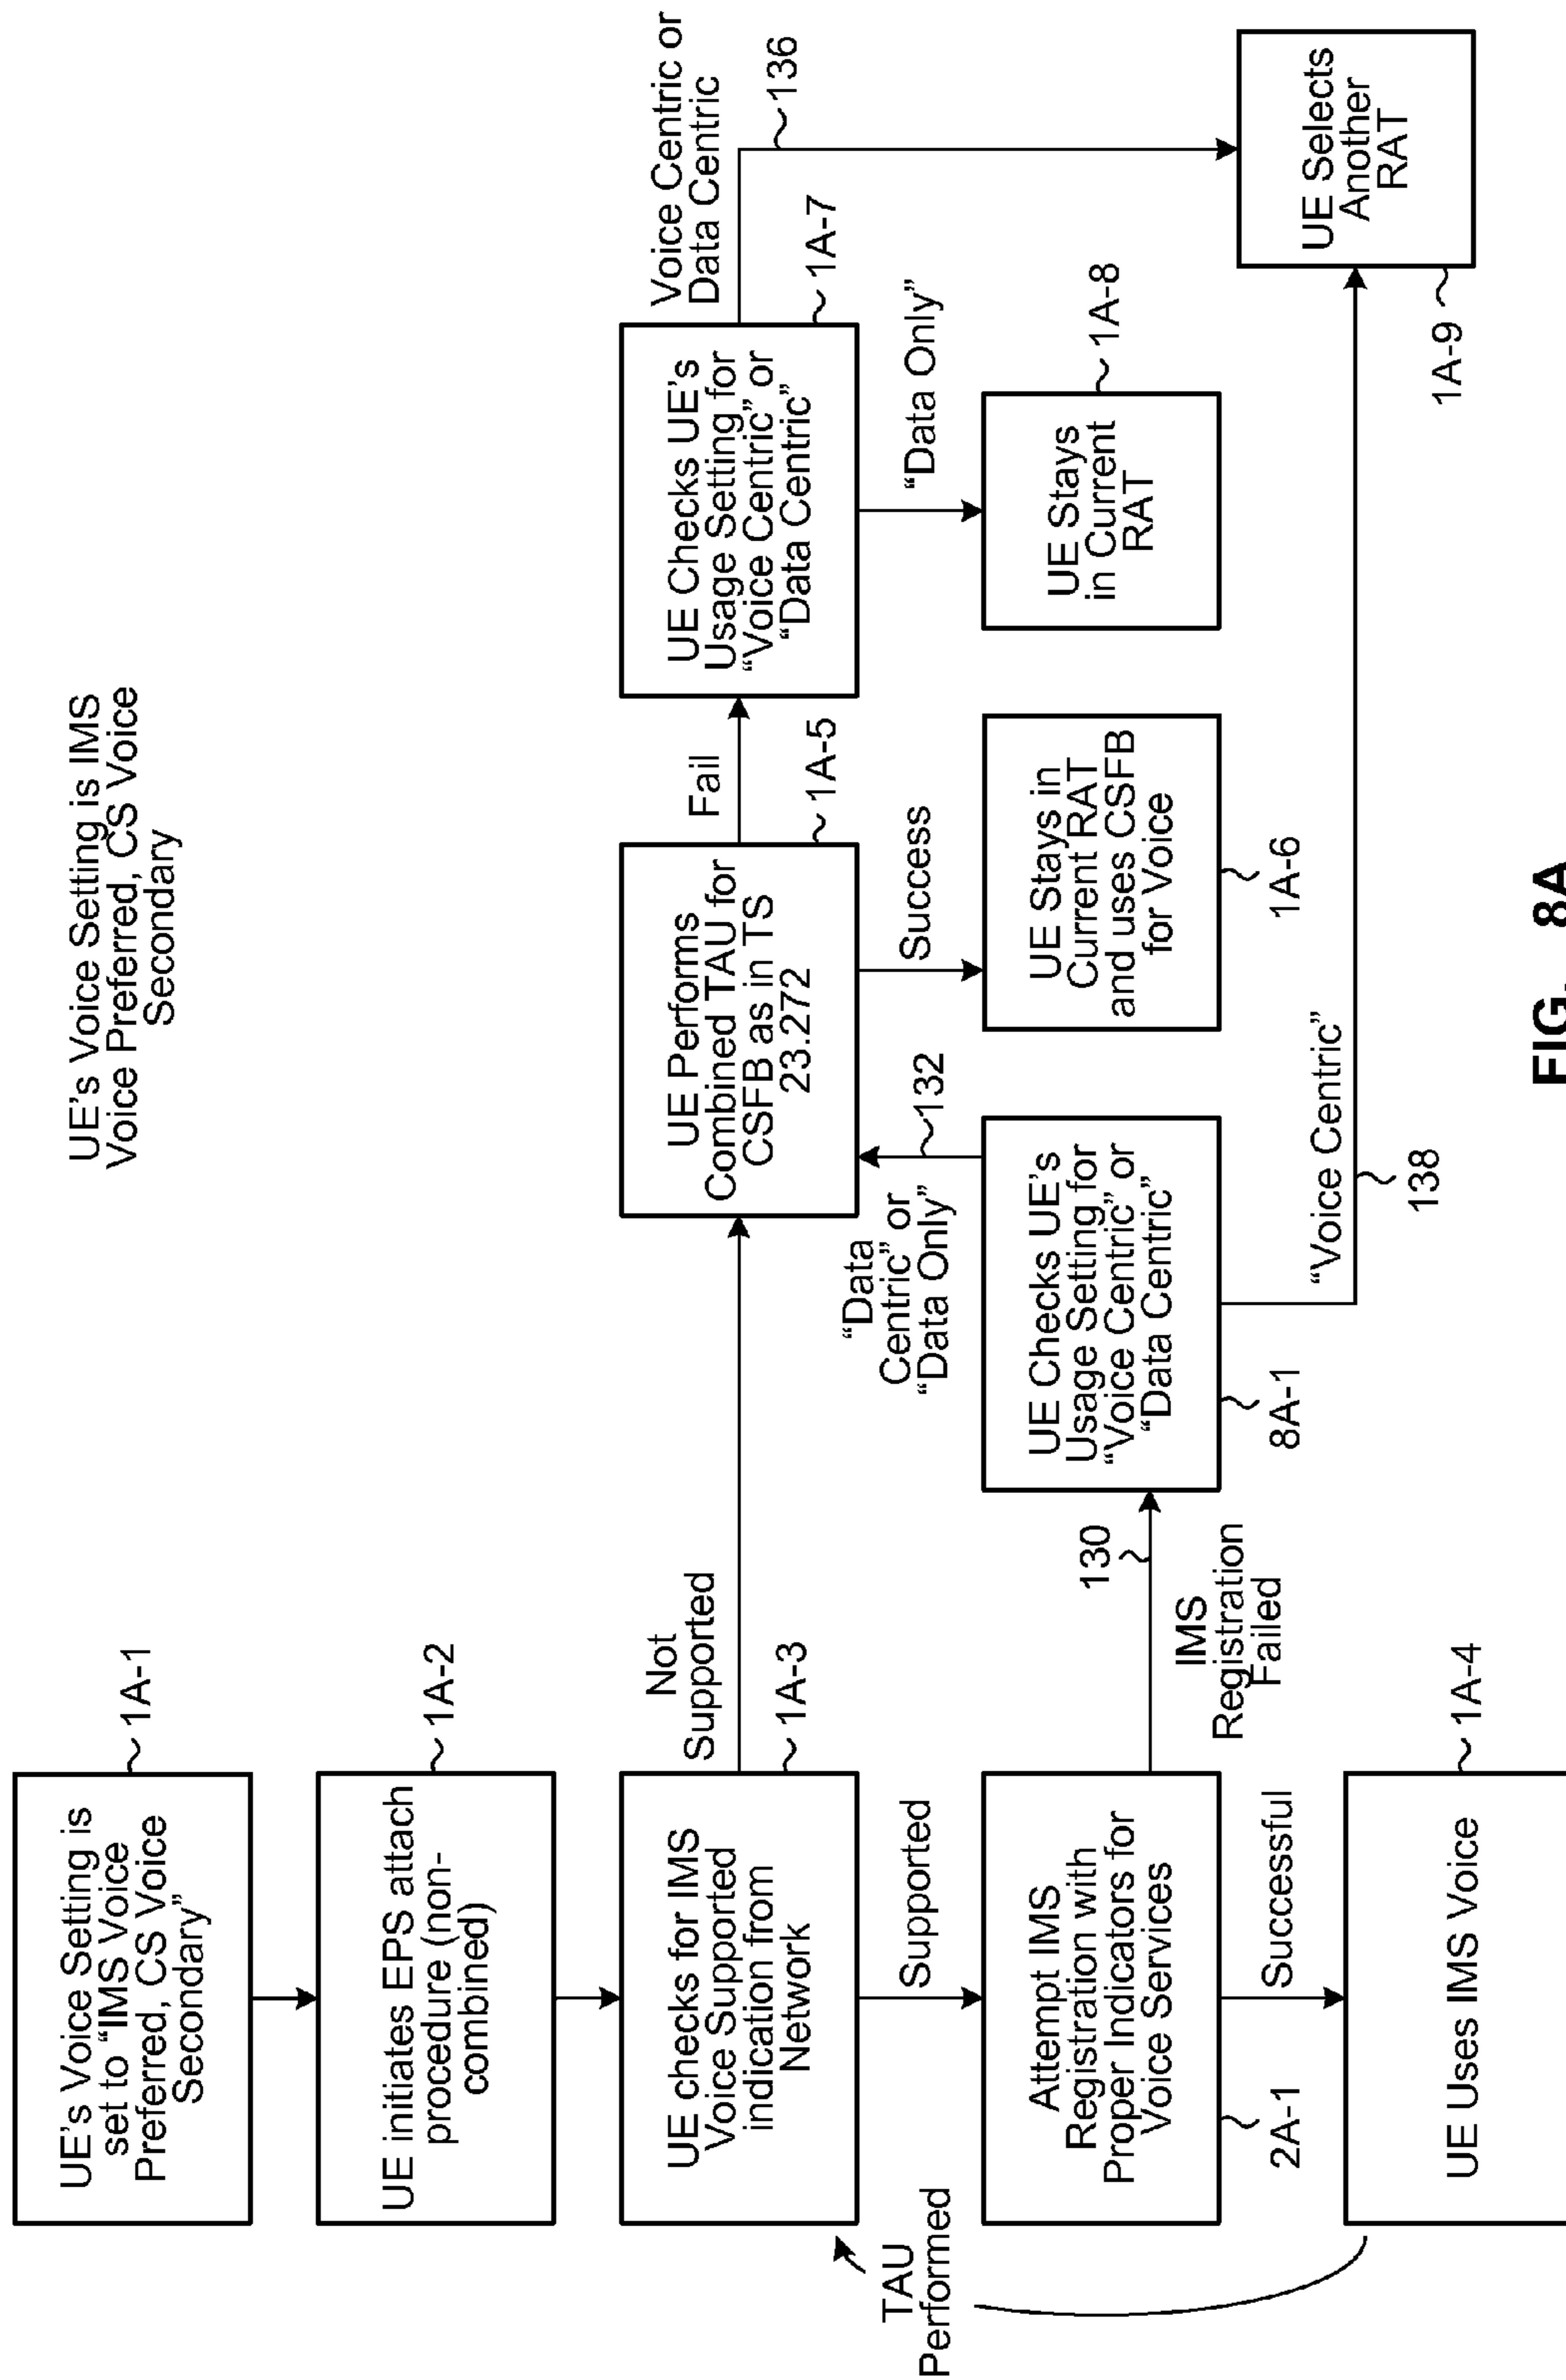 UE's Voice Setting is IMS
Voice Preferred, CS Voice
Secondary
UE's Voice Setting is
set to “IMS Voice
Preferred, CS Voice
Secondary”
1A-1
UE initiates EPS attach
procedure (non-
combined)
1A-2
UE checks for IMS
Voice Supported
indication from
Network
1A-3
Not
Supported
Supported
TAU
Performed
Attempt IMS
Registration with
Proper Indicators for
Voice Services
2A-1
Successful
IMS
Registration
Failed
130
UE Uses IMS Voice
1A-4
UE Checks UE's
Usage Setting for
“Voice Centric” or
“Data Centric”
8A-1
“Data
Centric” or
“Data Only”
132
“Voice Centric”
138
UE Performs
Combined TAU for
CSFB as in TS
23.272
1A-5
Success
Fail
UE Stays in
Current RAT
and uses CSFB
for Voice
1A-6
UE Checks UE's
Usage Setting for
“Voice Centric” or
“Data Centric”
1A-7
Voice Centric or
Data Centric
136
“Data Only”
UE Stays
in Current
RAT
1A-8
UE Selects
Another
RAT
1A-9
FIG. 8A